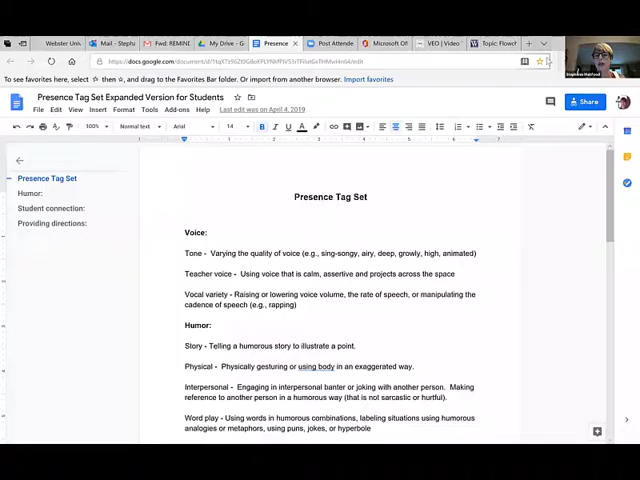 Webster Univ
Mail - Stepha
Fwd: REMINI
My Drive - G
Presence
Post Attende
Microsoft Of
VEO | Video
Topic: Flowch
To see favorites here, select ☆ then ☆, and drag to the Favorites Bar folder. Or import from another browser. Import favorites
Presence Tag Set Expanded Version for Students
File Edit View Insert Format Tools Add-ons Help Last edit was on April 4, 2019
Share
100% Normal text Arial 14 B I U A
Presence Tag Set
Humor:
Student connection:
Providing directions:
Presence Tag Set
Voice:
Tone - Varying the quality of voice (e.g., sing-songy, airy, deep, growly, high, animated)
Teacher voice - Using voice that is calm, assertive and projects across the space
Vocal variety - Raising or lowering voice volume, the rate of speech, or manipulating the
cadence of speech (e.g., rapping)
Humor:
Story - Telling a humorous story to illustrate a point.
Physical - Physically gesturing or using body in an exaggerated way.
Interpersonal - Engaging in interpersonal banter or joking with another person. Making
reference to another person in a humorous way (that is not sarcastic or hurtful).
Word play - Using words in humorous combinations, labeling situations using humorous
analogies or metaphors, using puns, jokes, or hyperbole